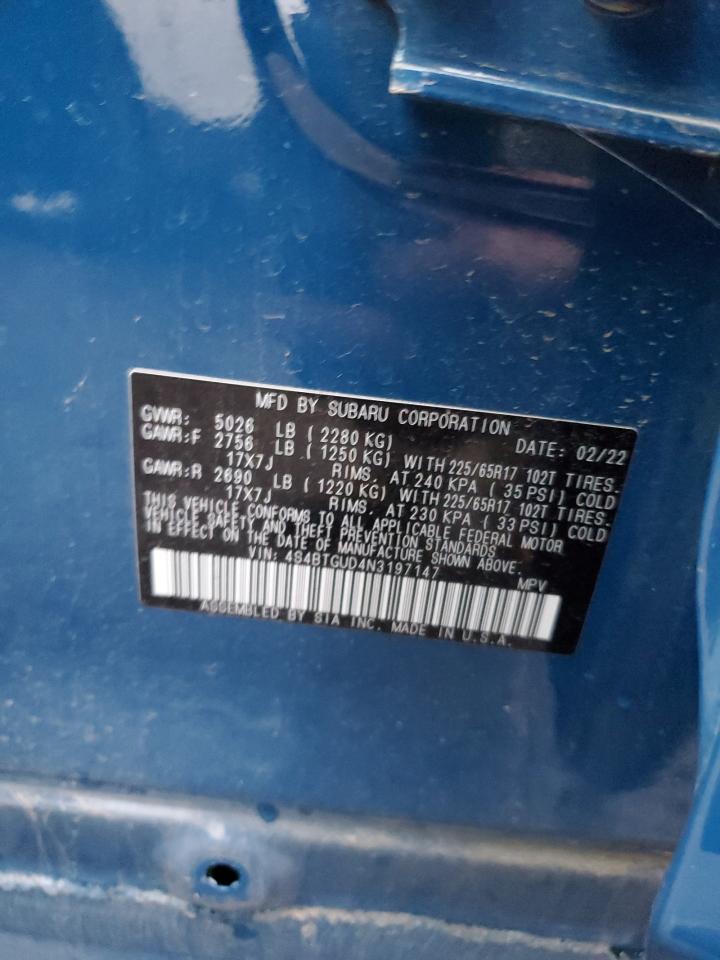 MFD BY SUBARU CORPORATION
GVWR: 5026 LB ( 2280 KG) DATE: 02/22
GAWR:F 2756 LB ( 1250 KG) WITH 225/65R17 102T TIRES.
17X7J RIMS. AT 240 KPA ( 35 PSI) COLD
GAWR:R 2690 LB ( 1220 KG) WITH 225/65R17 102T TIRES.
17X7J RIMS. AT 230 KPA ( 33 PSI) COLD
THIS VEHICLE CONFORMS TO ALL APPLICABLE FEDERAL MOTOR
VEHICLE SAFETY AND THEFT PREVENTION STANDARDS
IN EFFECT ON THE DATE OF MANUFACTURE SHOWN ABOVE.
VIN: 4S4BTGUD4N3197147 MPV
ASSEMBLED BY SIA INC. MADE IN U.S.A.